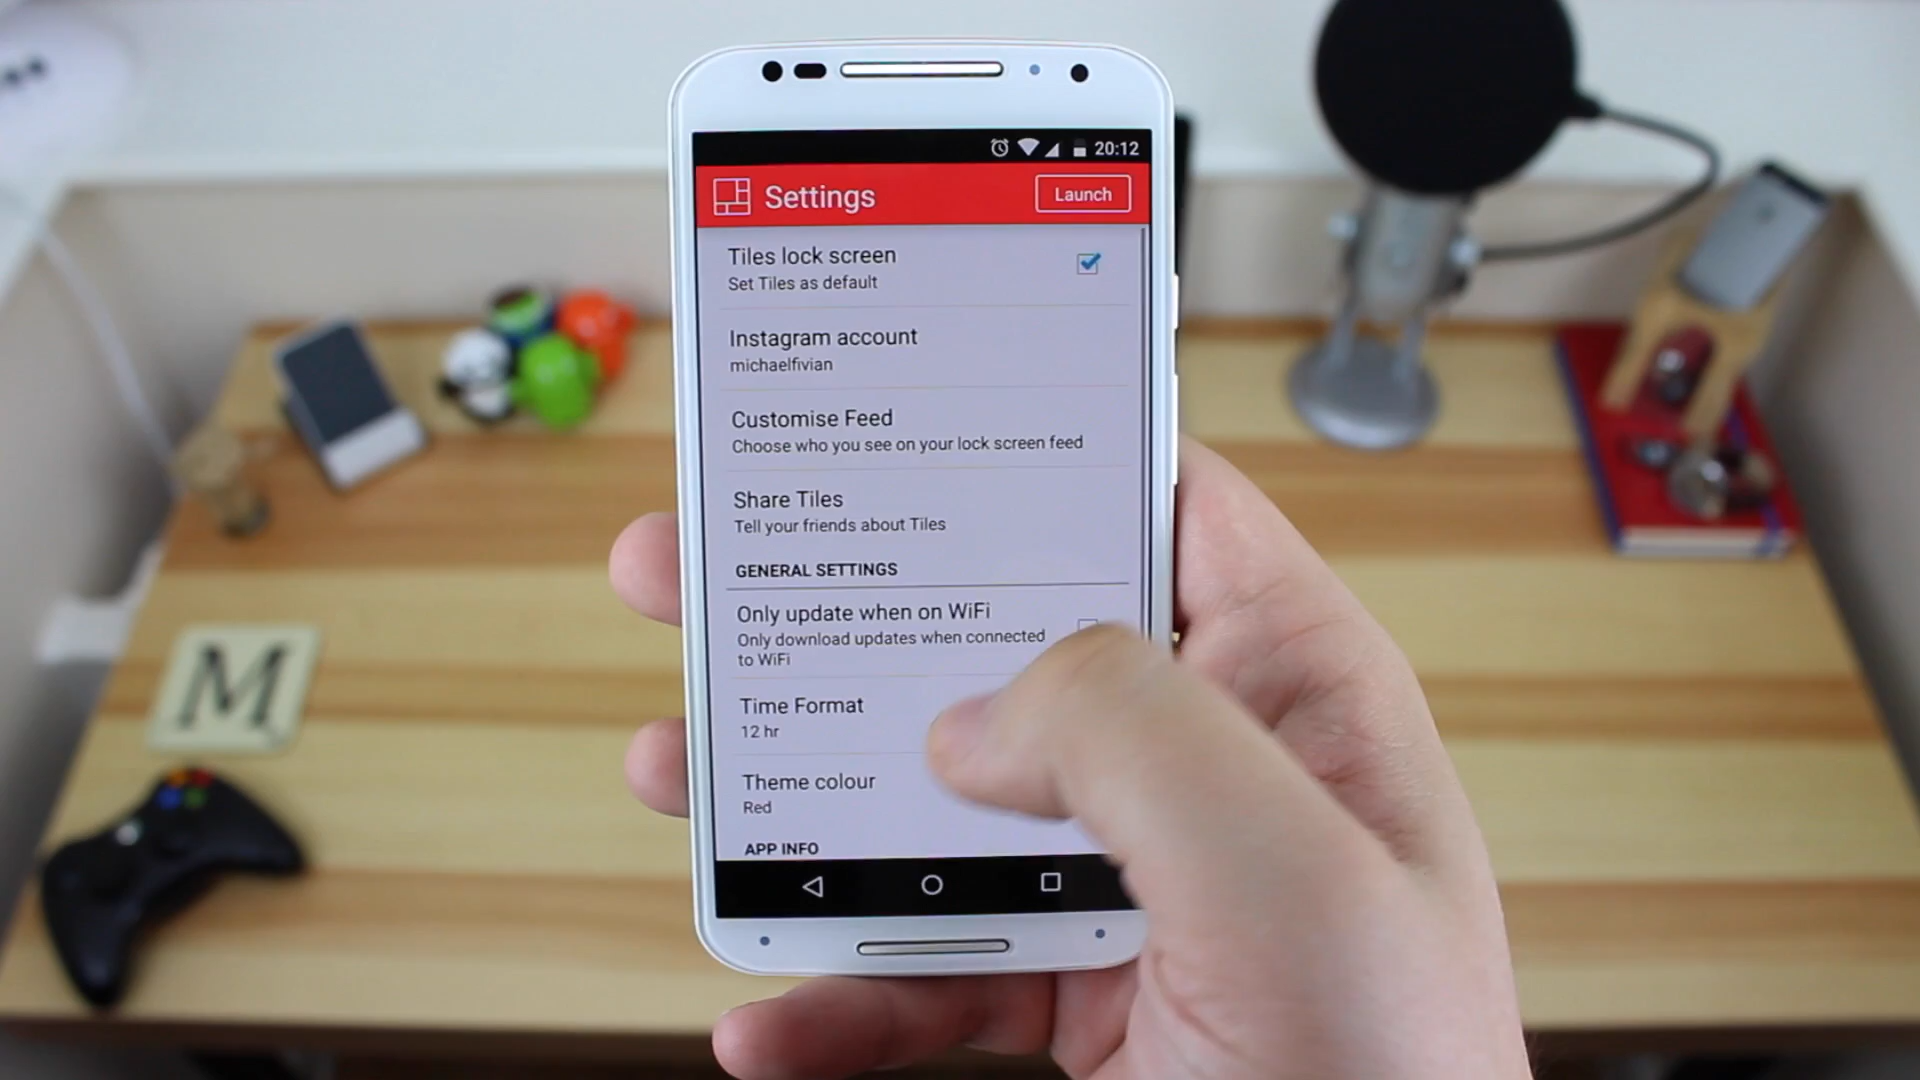 20:12
Settings
Launch
Tiles lock screen
Set Tiles as default
Instagram account
michaelfivian
Customise Feed
Choose who you see on your lock screen feed
Share Tiles
Tell your friends about Tiles
GENERAL SETTINGS
Only update when on WiFi
Only download updates when connected
to WiFi
Time Format
12 hr
Theme colour
Red
APP INFO
M